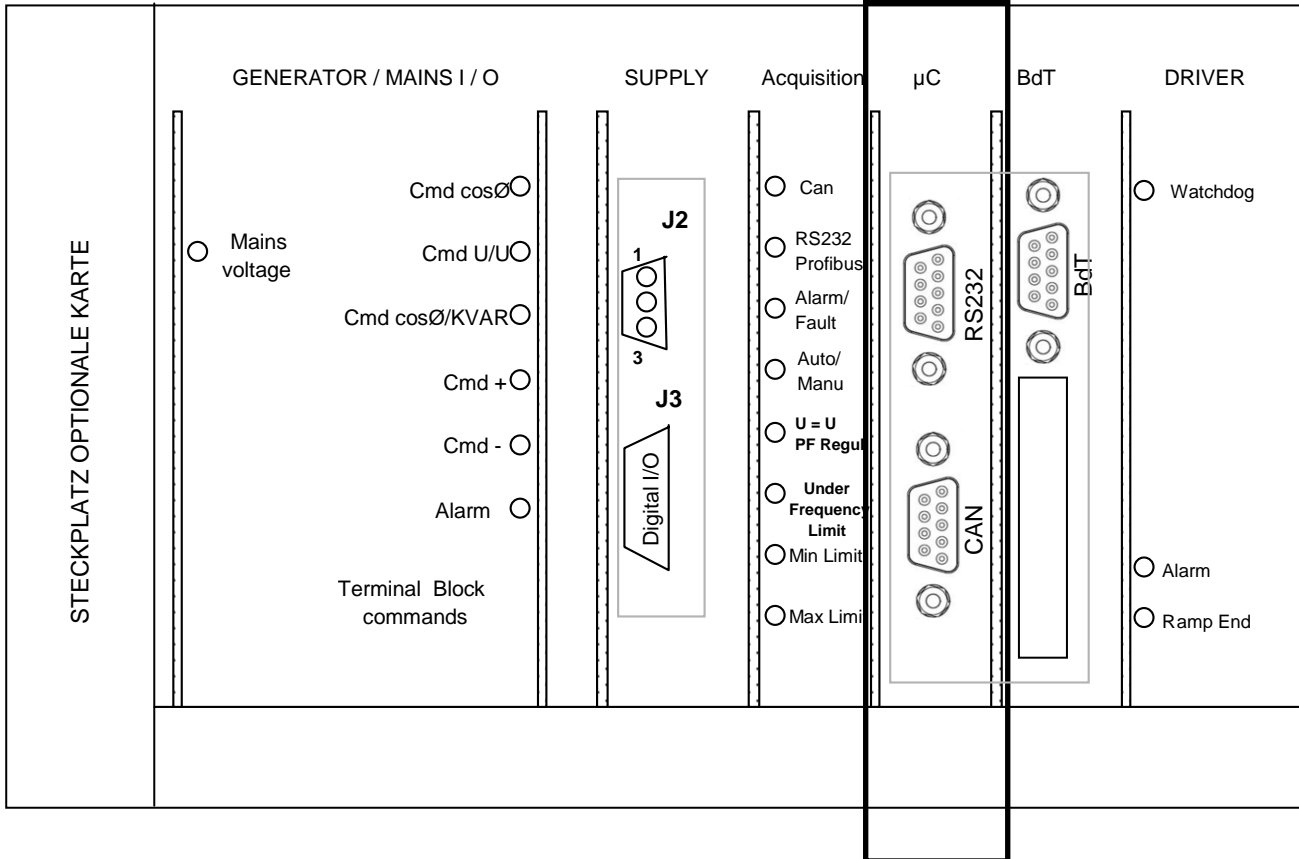 GENERATOR / MAINS I / O
SUPPLY
Acquisition
µC
BdT
DRIVER
STECKPLATZ OPTIONALE KARTE
Mains
voltage
Cmd cosØ
Cmd U/U
Cmd cosØ/KVAR
Cmd +
Cmd -
Alarm
Terminal Block
commands
J2
1
3
J3
Digital I/O
Can
RS232
Profibus
Alarm/
Fault
Auto/
Manu
U = U
PF Regul
Under
Frequency
Limit
Min Limit
Max Limi
RS232
CAN
BdT
Watchdog
Alarm
Ramp End